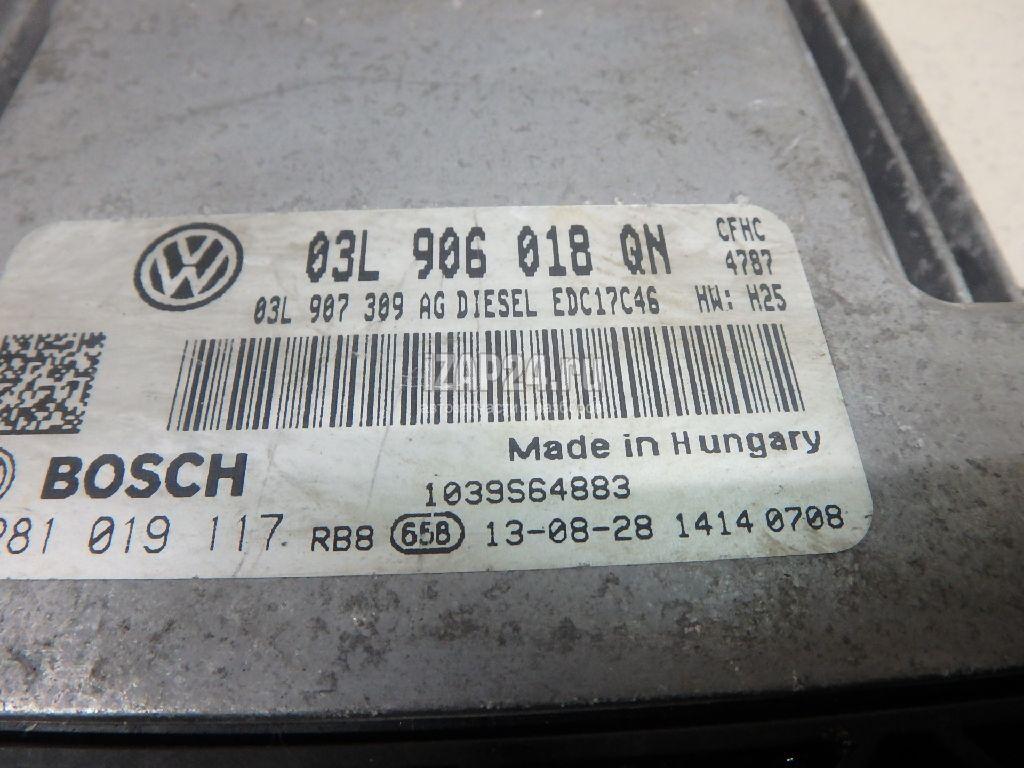 03L 906 018 QN CFHC
4787
03L 907 309 AG DIESEL EDC17C46 HW: H25
iZAP24.ru
Made in Hungary
BOSCH
1039S64883
281 019 117 RB8 658 13-08-28 1414 0708